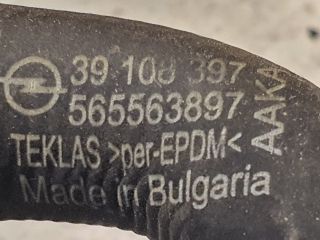 39 108 397
565563897
TEKLAS >per-EPDM<
Made in Bulgaria
AAKA